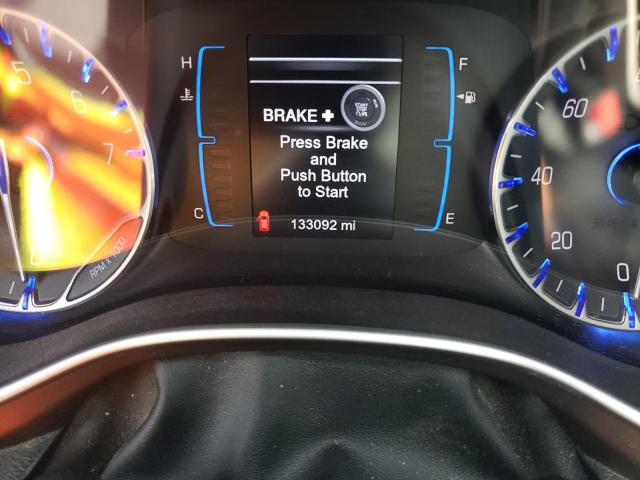 H
F
5
6
7
RPM x 1000
0
BRAKE +
START
Press Brake
and
Push Button
to Start
C
E
133092 mi
60
40
20
0